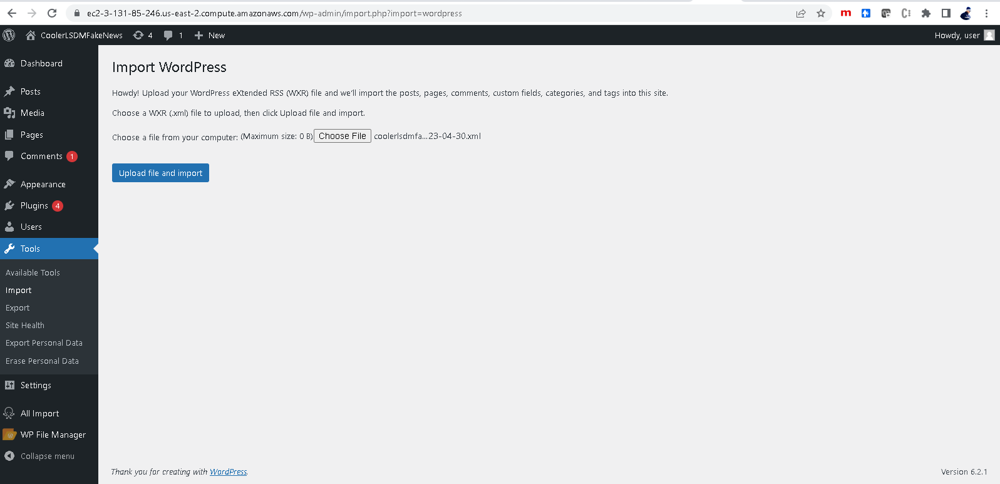 ec2-3-131-85-246.us-east-2.compute.amazonaws.com/wp-admin/import.php?import=wordpress
m
CoolerLSDMFakeNews 4 1 New Howdy, user
Dashboard
Posts
Media
Pages
Comments 1
Appearance
Plugins 4
Users
Tools
Available Tools
Import
Export
Site Health
Export Personal Data
Erase Personal Data
Settings
All Import
WP File Manager
Collapse menu
Import WordPress
Howdy! Upload your WordPress eXtended RSS (WXR) file and we'll import the posts, pages, comments, custom fields, categories, and tags into this site.
Choose a WXR (.xml) file to upload, then click Upload file and import.
Choose a file from your computer: (Maximum size: 0 B) Choose File coolerlsdmfa...23-04-30.xml
Upload file and import
Thank you for creating with WordPress. Version 6.2.1